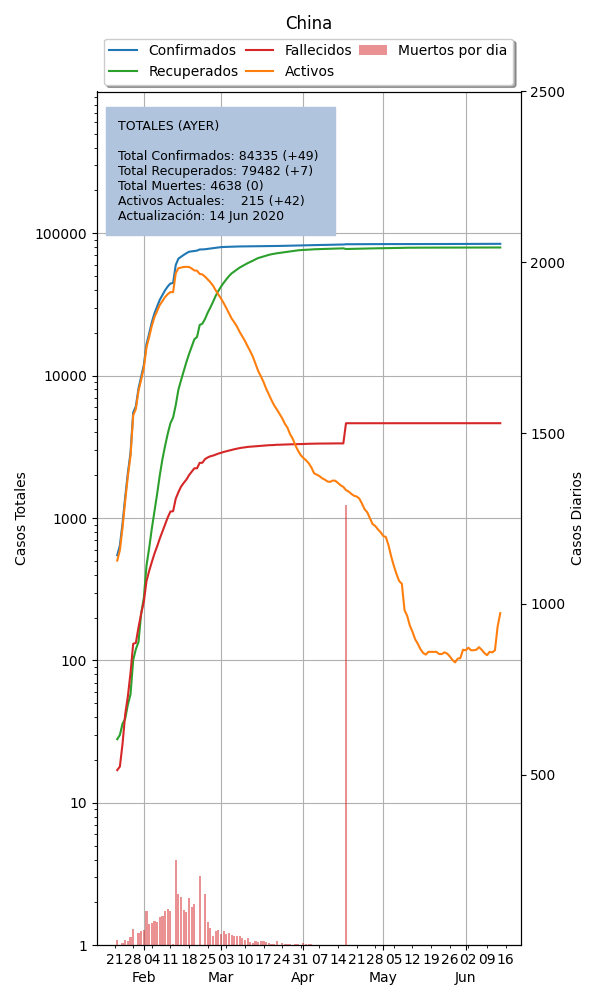 China
Confirmados
Recuperados
Fallecidos
Activos
Muertos por dia
TOTALES (AYER)
Total Confirmados: 84335 (+49)
Total Recuperados: 79482 (+7)
Total Muertes: 4638 (0)
Activos Actuales: 215 (+42)
Actualización: 14 Jun 2020
100000
10000
1000
100
10
1
Casos Totales
2500
2000
1500
1000
500
Casos Diarios
21 28 04 11 18 25 03 10 17 24 31 07 14 21 28 05 12 19 26 02 09 16
Feb Mar Apr May Jun